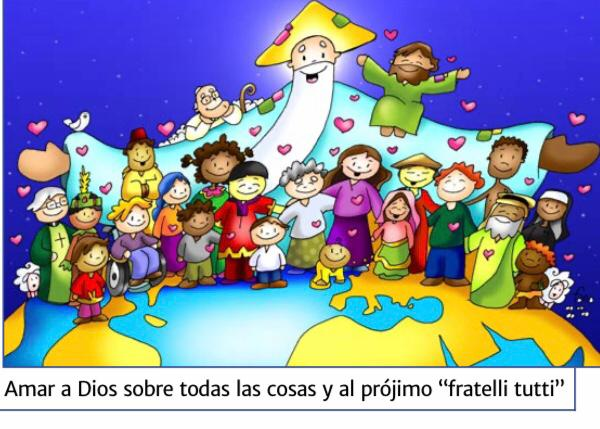 Amar a Dios sobre todas las cosas y al prójimo “fratelli tutti”